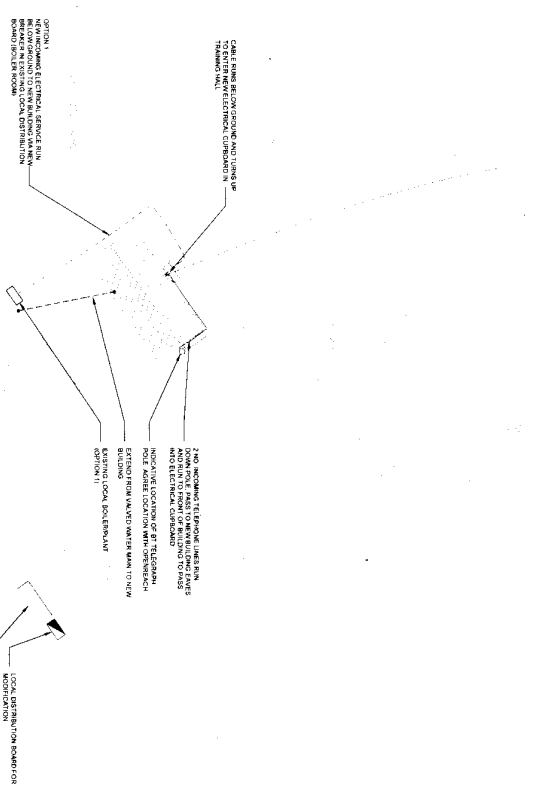 CABLE RUNS BELOW GROUND AND TURNS UP
TO ENTER NEW ELECTRICAL CUPBOARD IN
TRAINING HALL
OPTION 1
NEW INCOMING ELECTRICAL SERVICE RUN
BELOW GROUND TO NEW BUILDING VIA NEW
BREAKER IN EXISTING LOCAL DISTRIBUTION
BOARD (BOILER ROOM)
2 NO. INCOMING TELEPHONE LINES RUN
DOWN POLE, PASS TO NEW BUILDING EAVES
AND RUN TO FRONT OF BUILDING TO PASS
INTO ELECTRICAL CUPBOARD
INDICATIVE LOCATION OF BT TELEGRAPH
POLE. AGREE LOCATION WITH OPENREACH
EXTEND FROM VALVED WATER MAIN TO NEW
BUILDING
EXISTING LOCAL BOILER/PLANT
(OPTION 1)
LOCAL DISTRIBUTION BOARD FOR
MODIFICATION